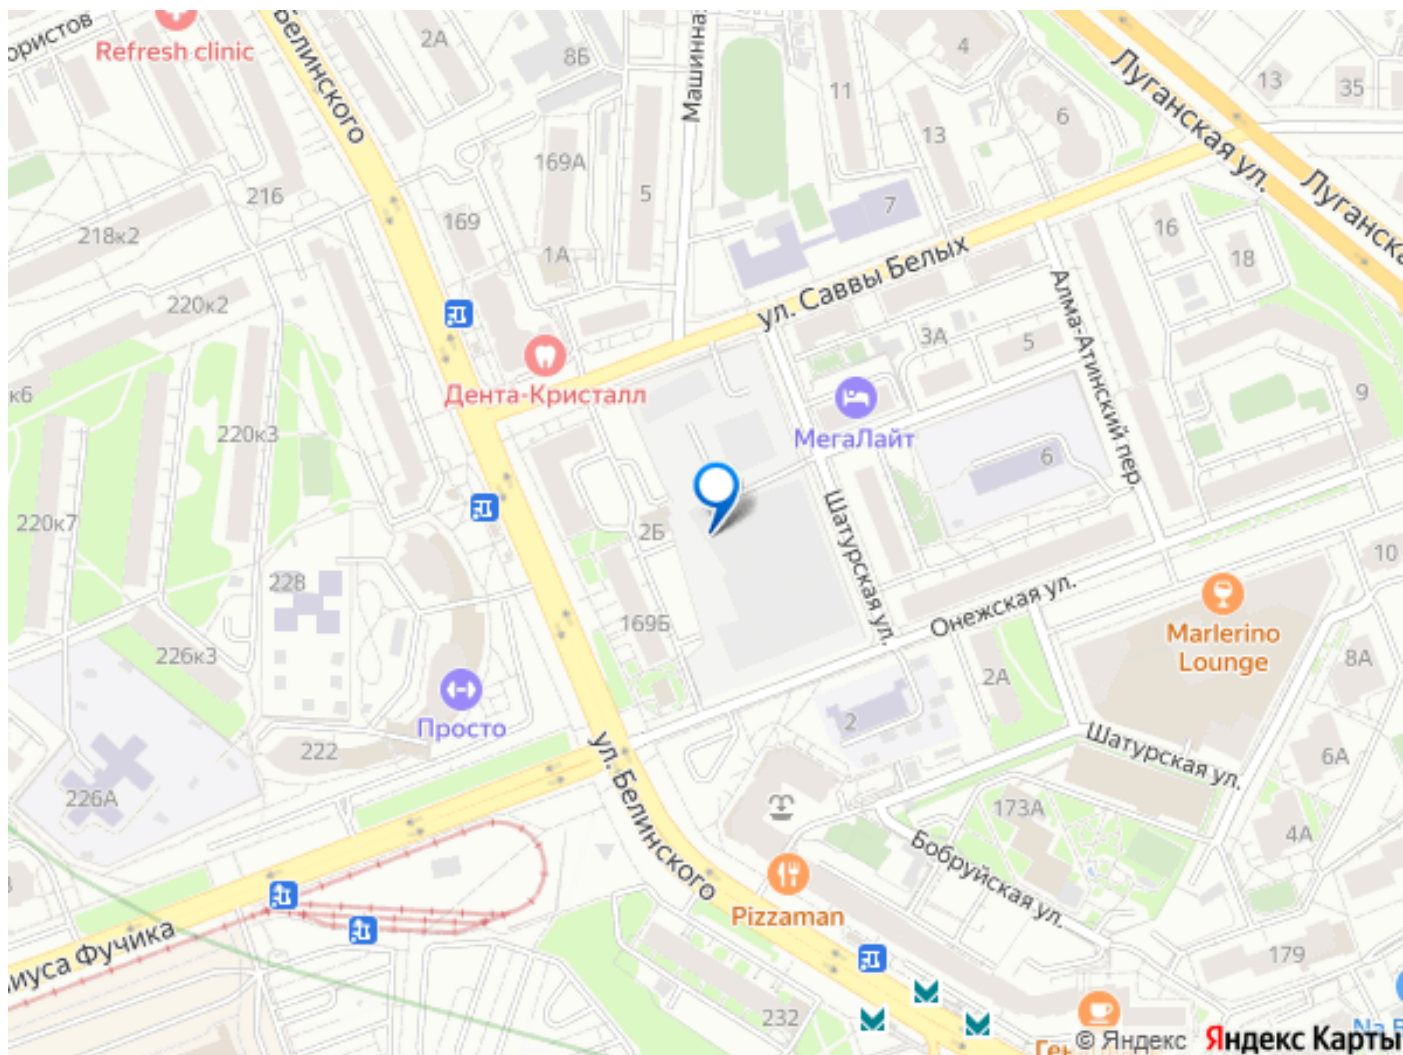 ористов
Refresh clinic
Белинского
2А
8Б
Машинная
4
Луганская ул.
13
35
11
6
13
169А
5
216
218к2
169
1А
7
16
18
Луганска
ул. Саввы Белых
220к2
3А
5
Алма-Атинский пер.
к6
Дента-Кристалл
МегаЛайт
9
220к3
6
220к7
2Б
Шатурская ул.
228
169Б
Онежская ул.
10
Marlerino
Lounge
226к3
8А
2А
Просто
2
222
ул. Белинского
Шатурская ул.
6А
226А
173А
4А
Бобруйская ул.
Pizzaman
иуса Фучика
179
232
Ген
Na B
© Яндекс
Яндекс Карты